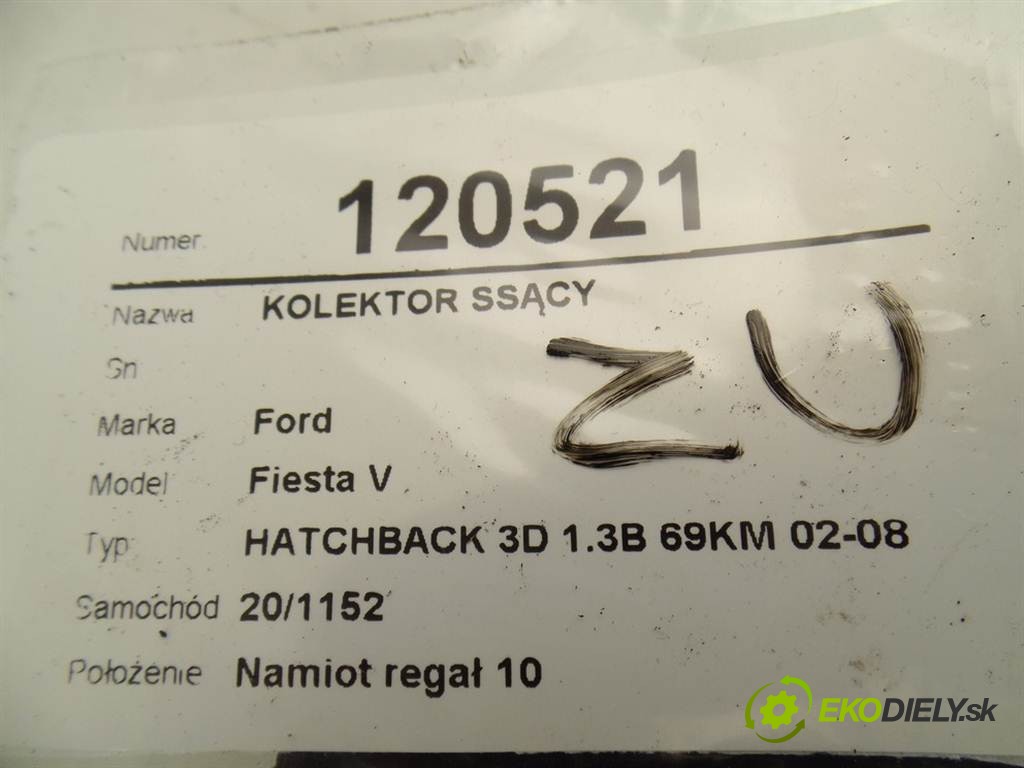 Numer. 120521
Nazwa KOLEKTOR SSĄCY
Sn
Marka Ford
ZU
Model Fiesta V
Typ HATCHBACK 3D 1.3B 69KM 02-08
Samochód 20/1152
Położenie Namiot regał 10
EKODIELY.sk